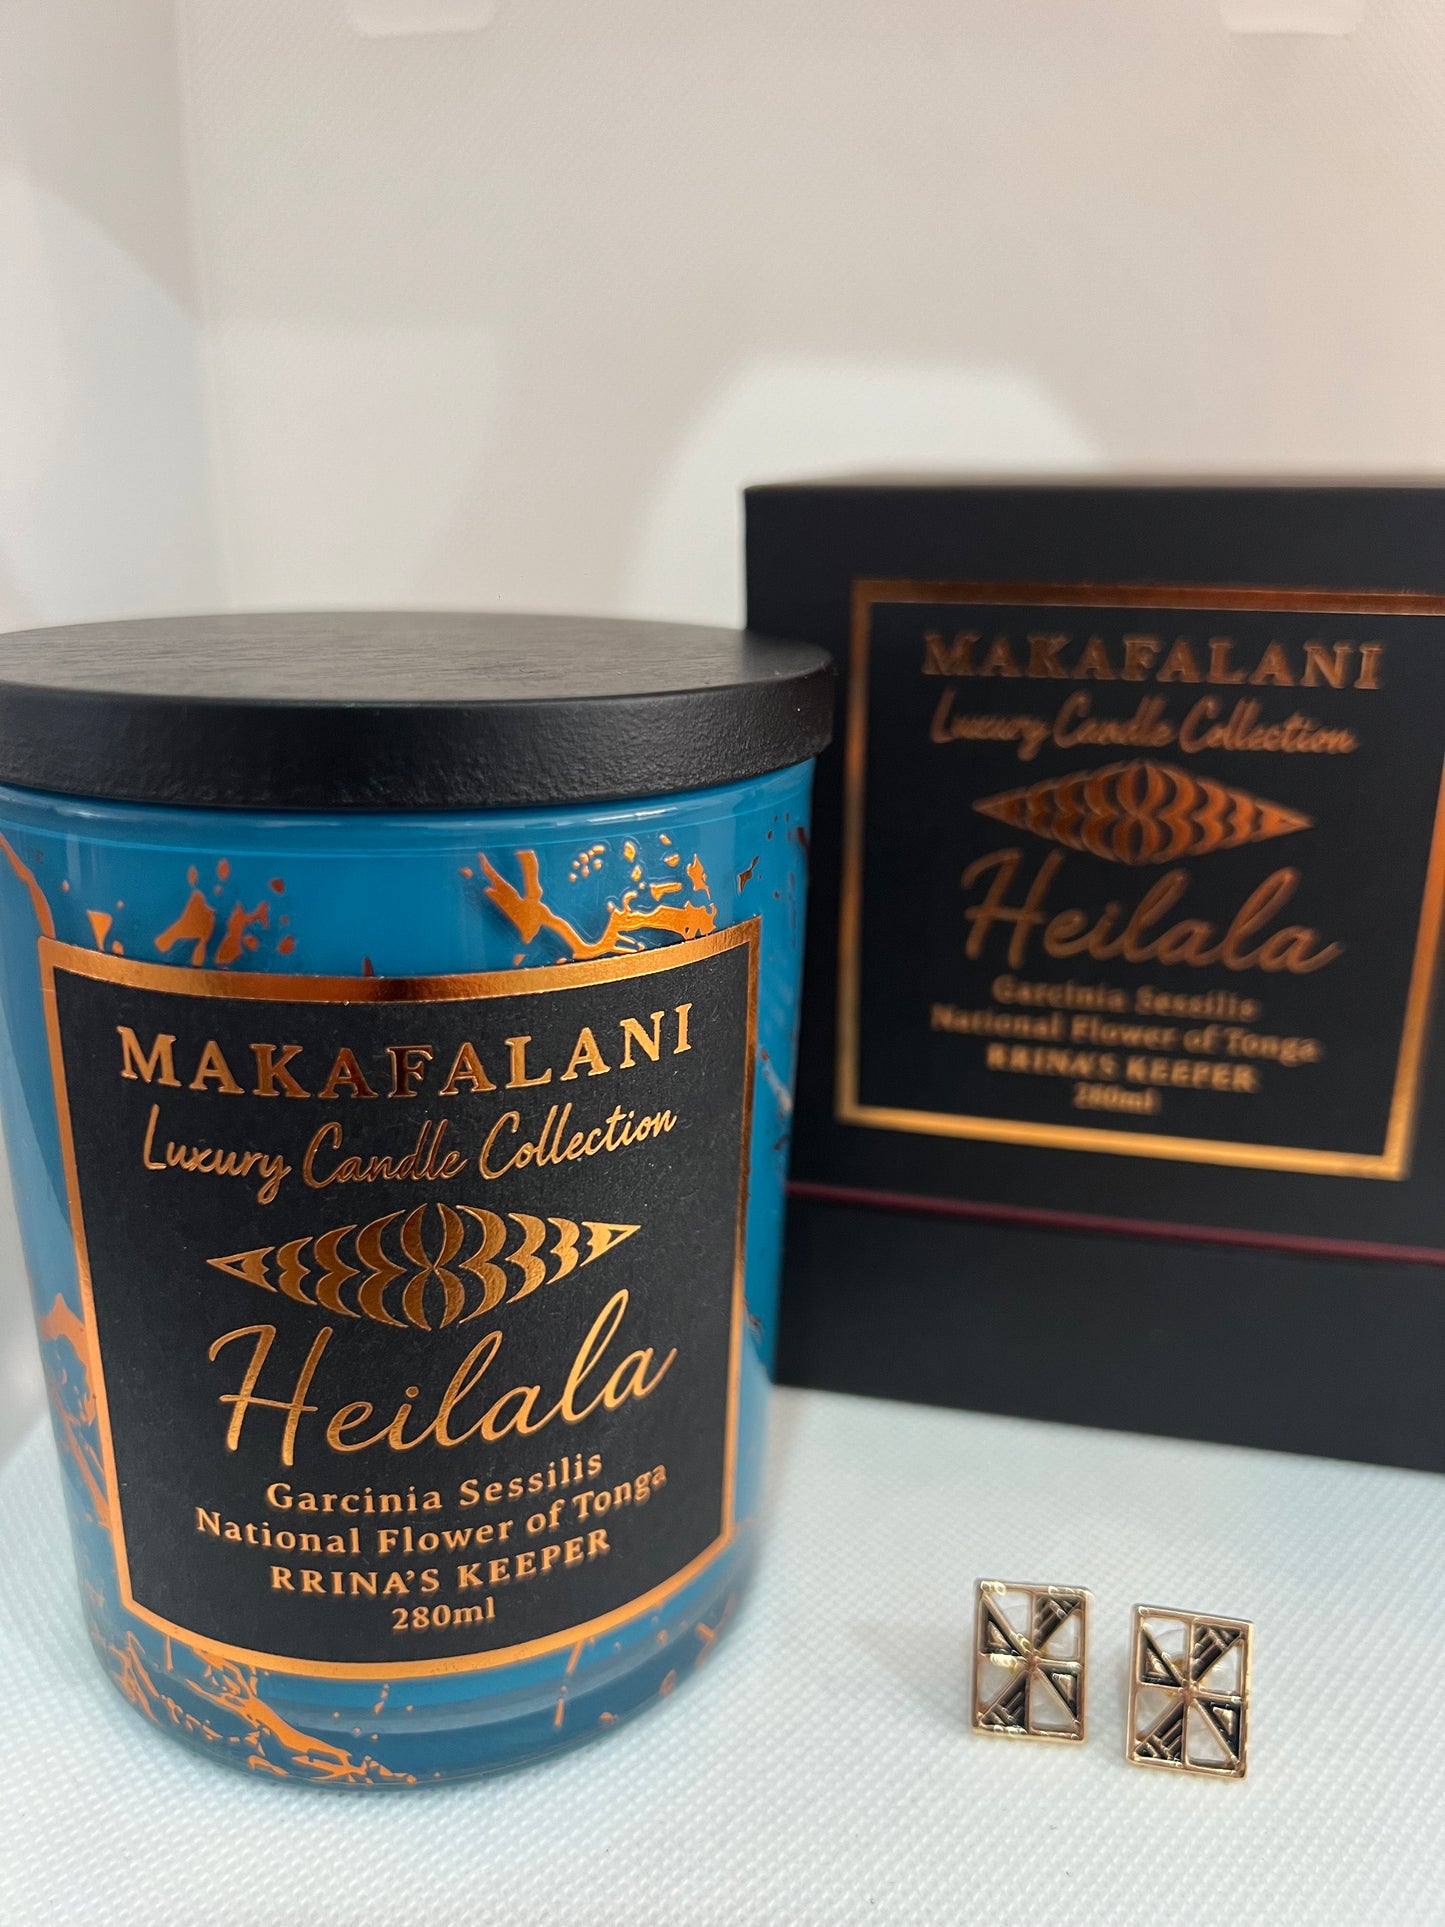 MAKAFALANI
Luxury Candle Collection
Heilala
Garcinia Sessilis
National Flower of Tonga
RRINA'S KEEPER
280ml
MAKAFALANI
Luxury Candle Collection
Heilala
Garcinia Sessilis
National Flower of Tonga
RRINA'S KEEPER
280ml